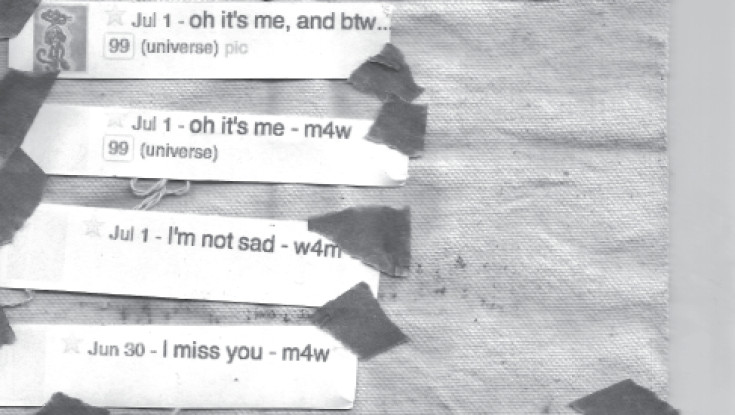 Jul 1 - oh it's me, and btw...
99 (universe) pic
Jul 1 - oh it's me - m4w
99 (universe)
Jul 1 - I'm not sad - w4m
Jun 30 - I miss you - m4w